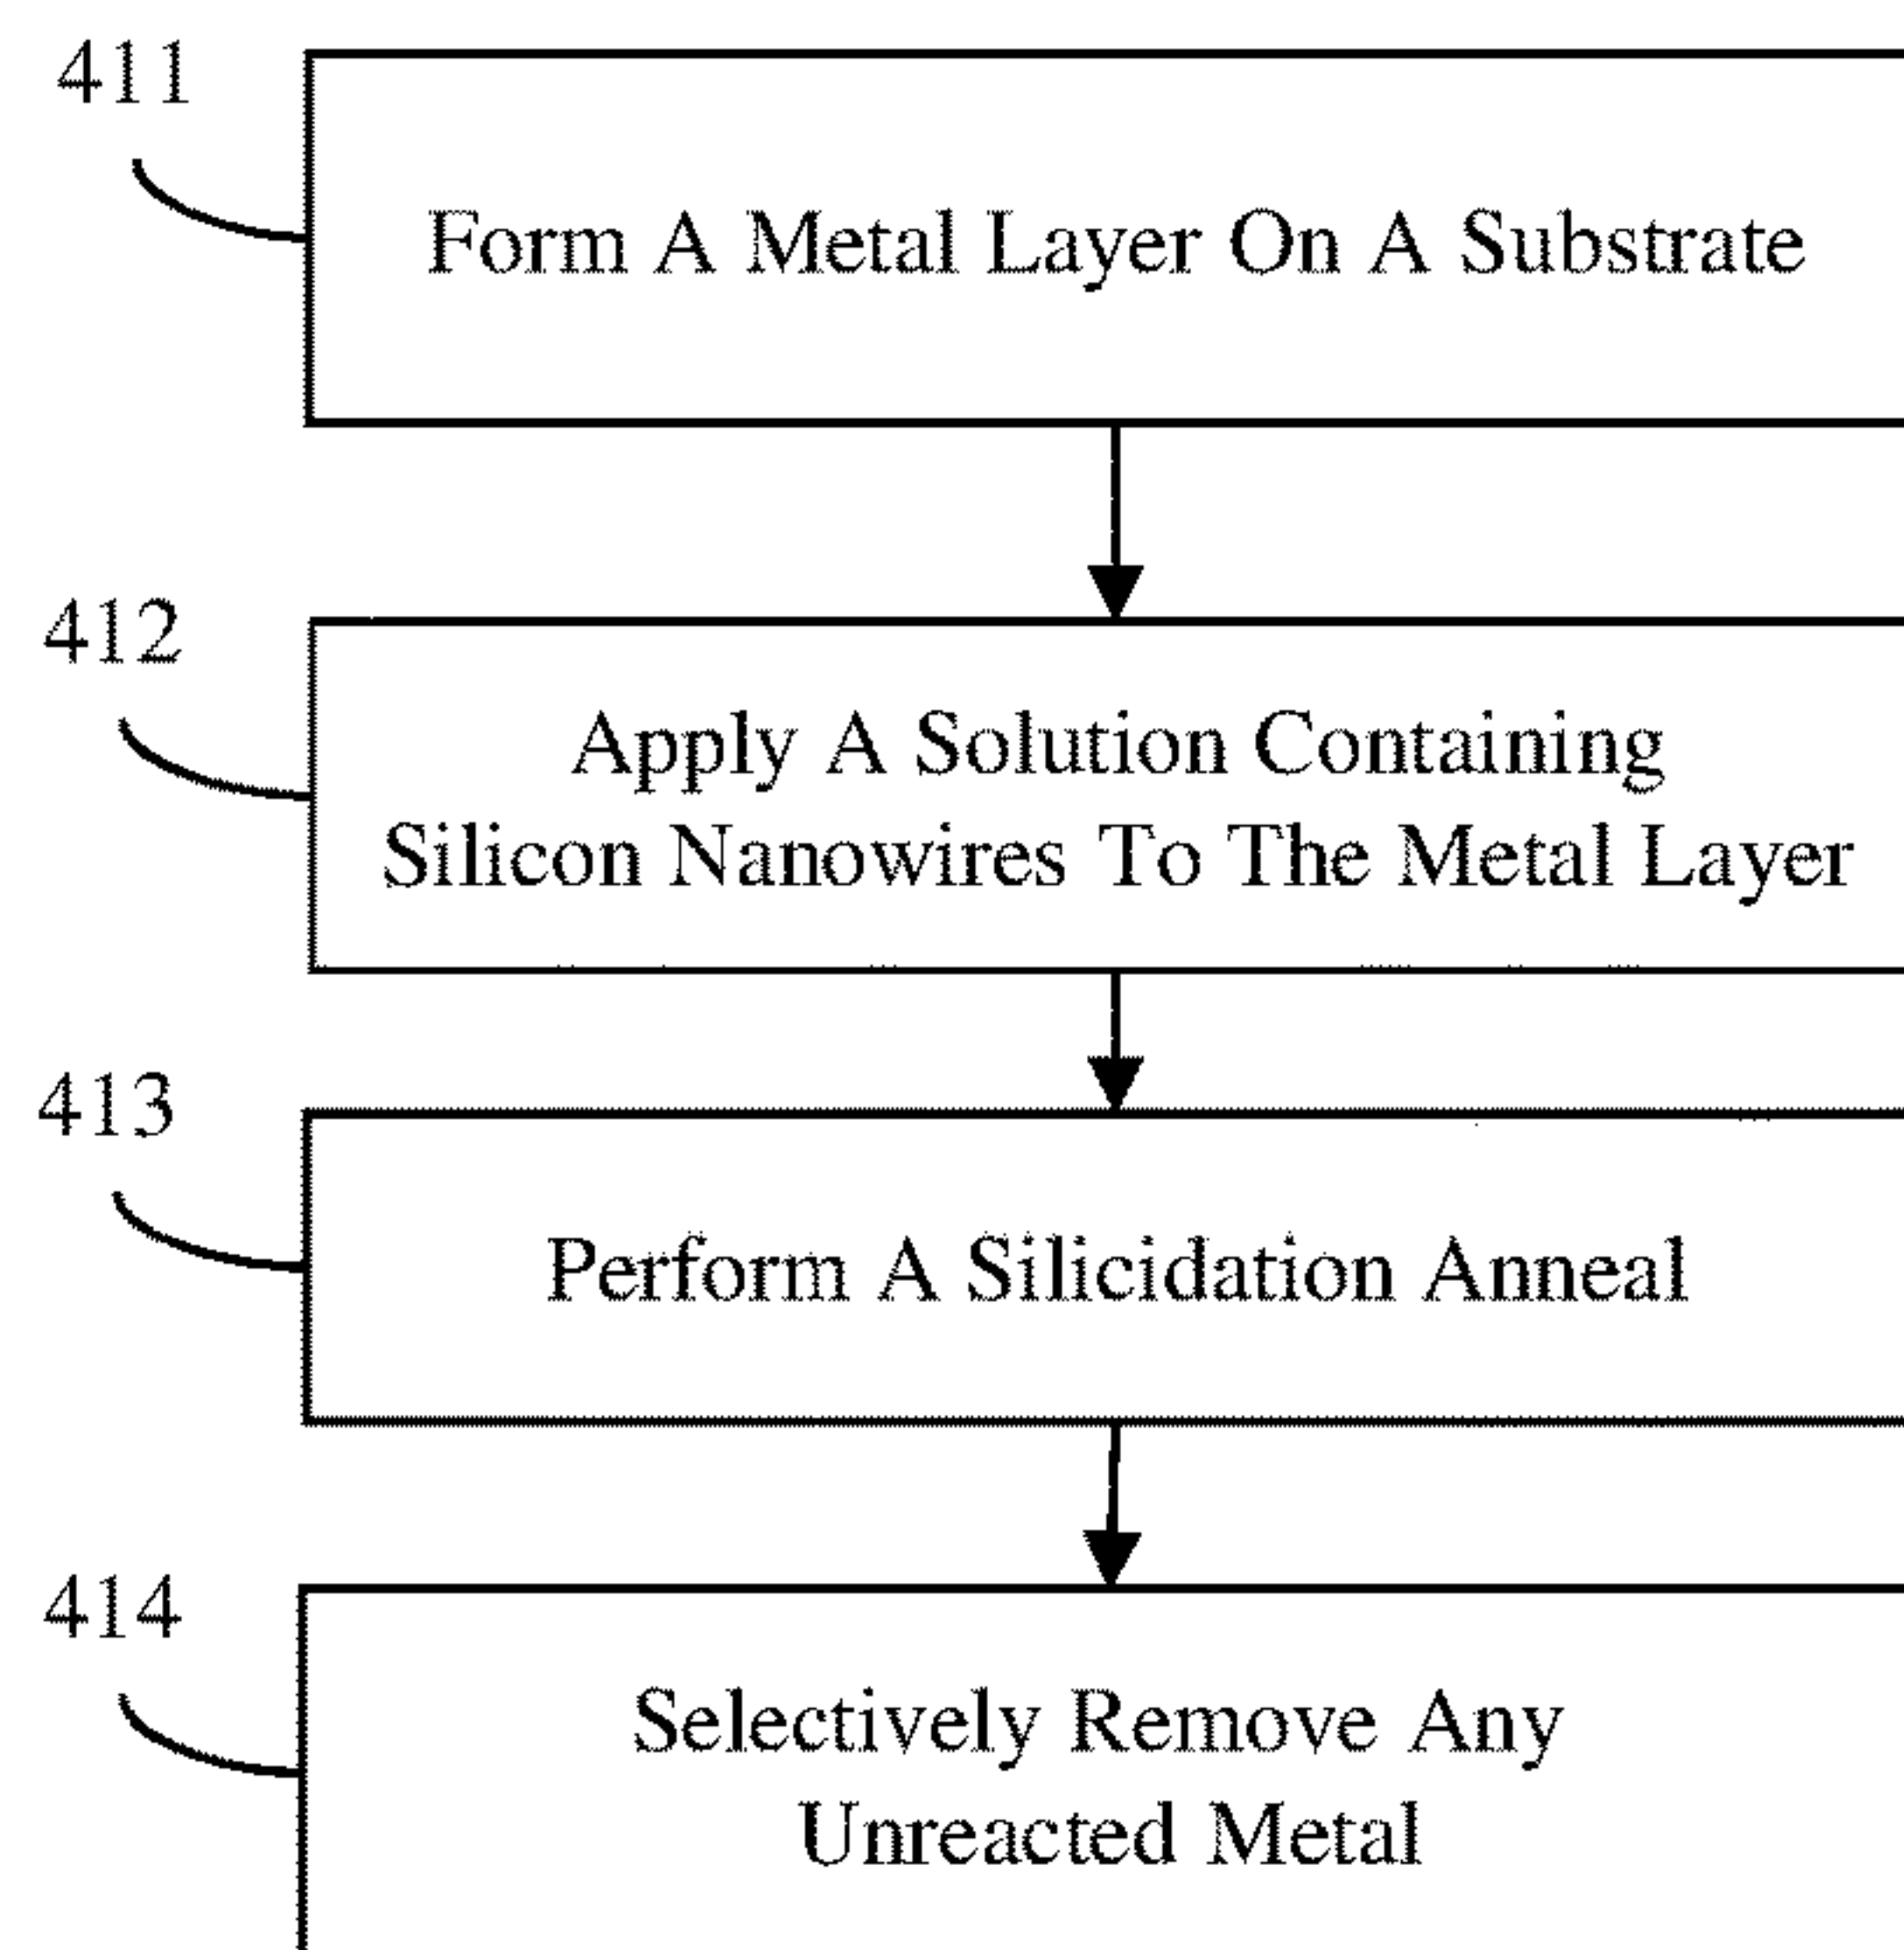 411
Form A Metal Layer On A Substrate
412
Apply A Solution Containing
Silicon Nanowires To The Metal Layer
413
Perform A Silicidation Anneal
414
Selectively Remove Any
Unreacted Metal